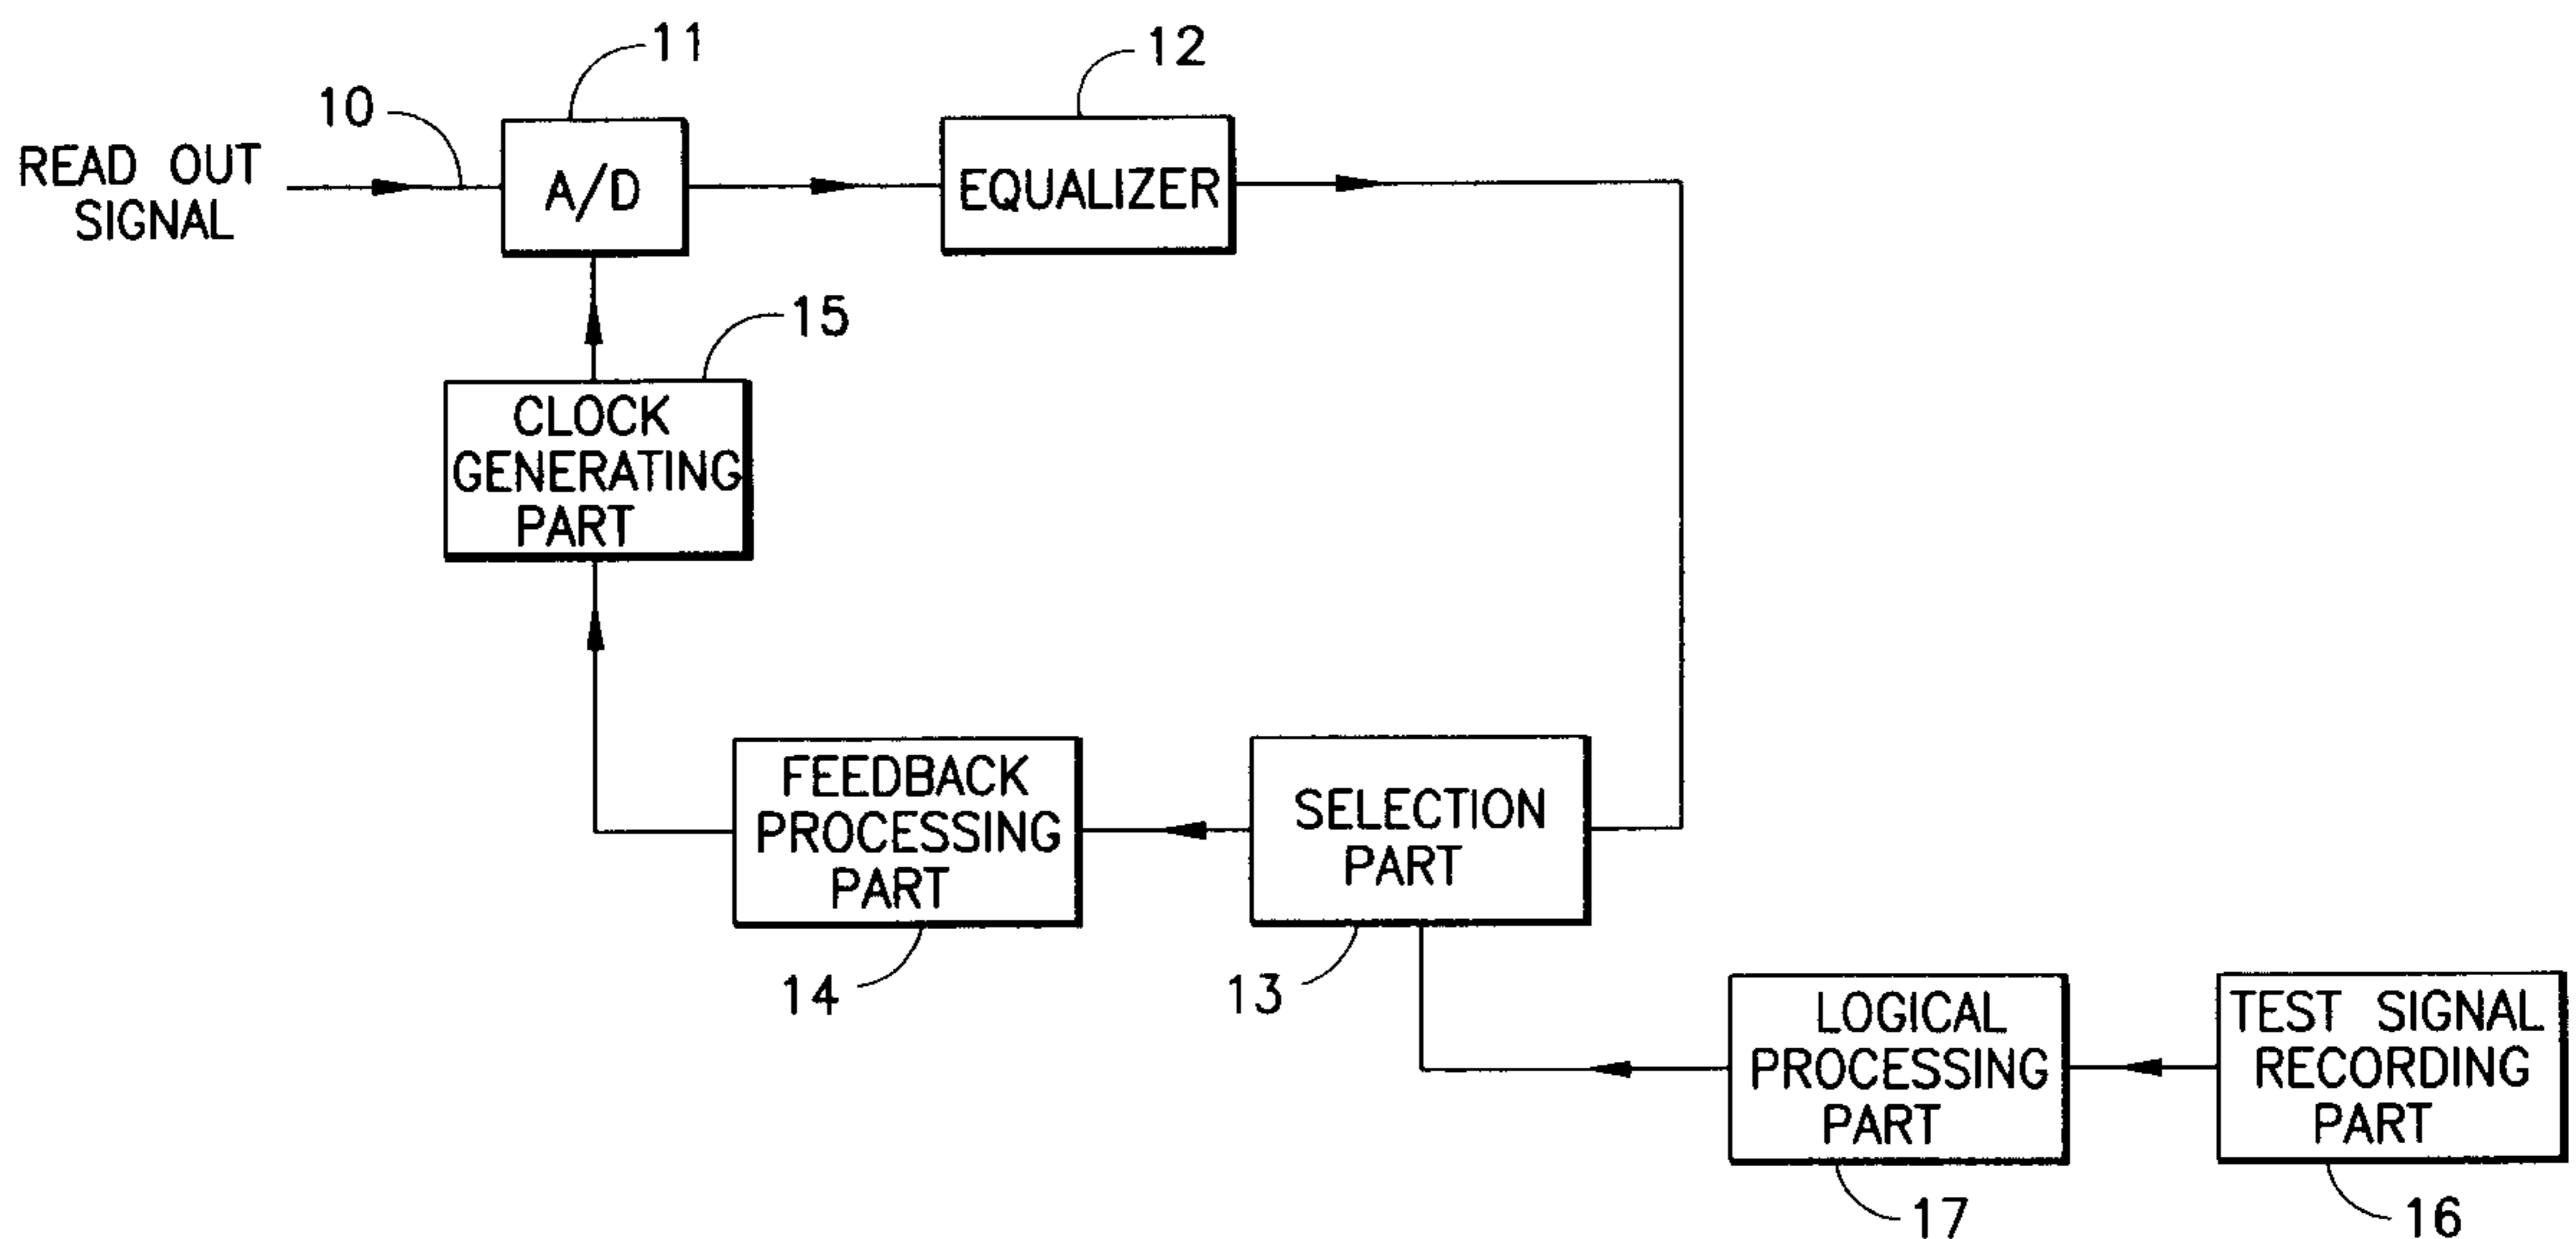 11
12
10
READ OUT
SIGNAL
A/D
EQUALIZER
15
CLOCK
GENERATING
PART
FEEDBACK
PROCESSING
PART
SELECTION
PART
14
13
LOGICAL
PROCESSING
PART
TEST SIGNAL
RECORDING
PART
17
16